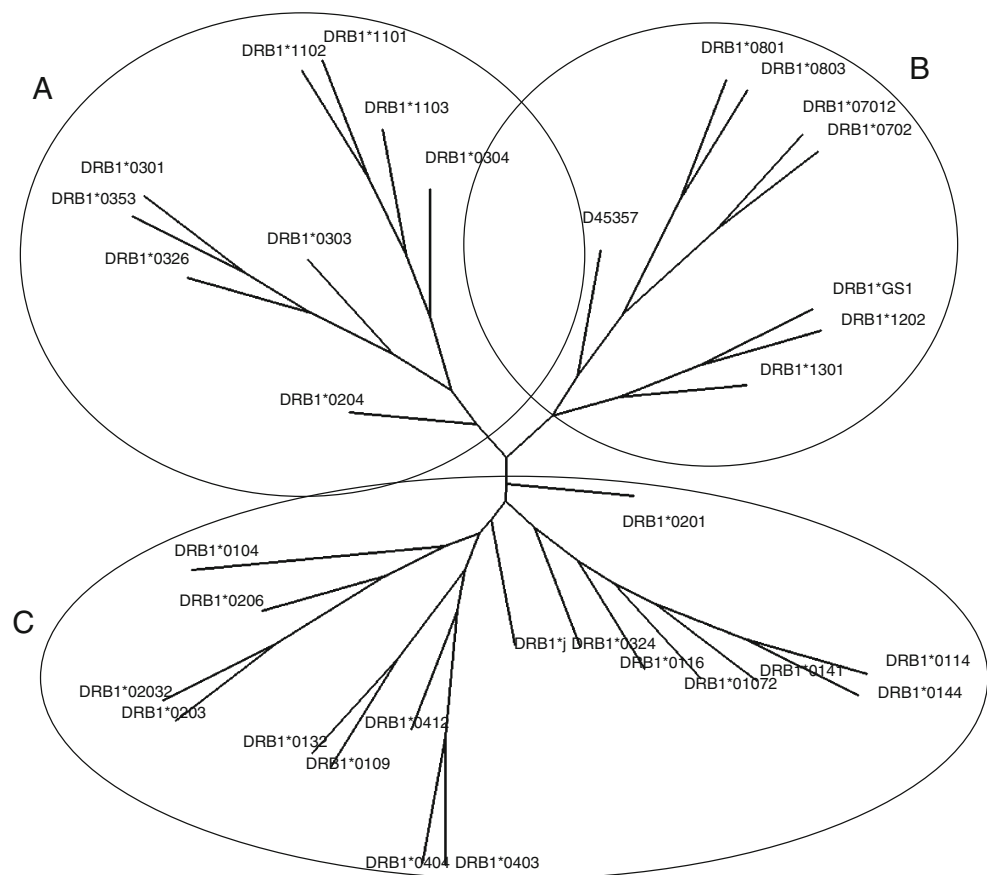 DRB1*1101
DRB1*1102
DRB1*0801
DRB1*0803
B
A
DRB1*1103
DRB1*07012
DRB1*0702
DRB1*0304
DRB1*0301
DRB1*0353
D45357
DRB1*0303
DRB1*0326
DRB1*GS1
DRB1*1202
DRB1*1301
DRB1*0204
DRB1*0201
DRB1*0104
DRB1*0206
C
DRB1*j DRB1*0324
DRB1*0116
DRB1*0114
DRB1*0141
DRB1*01072
DRB1*0144
DRB1*02032
DRB1*0203
DRB1*0412
DRB1*0132
DRB1*0109
DRB1*0404 DRB1*0403